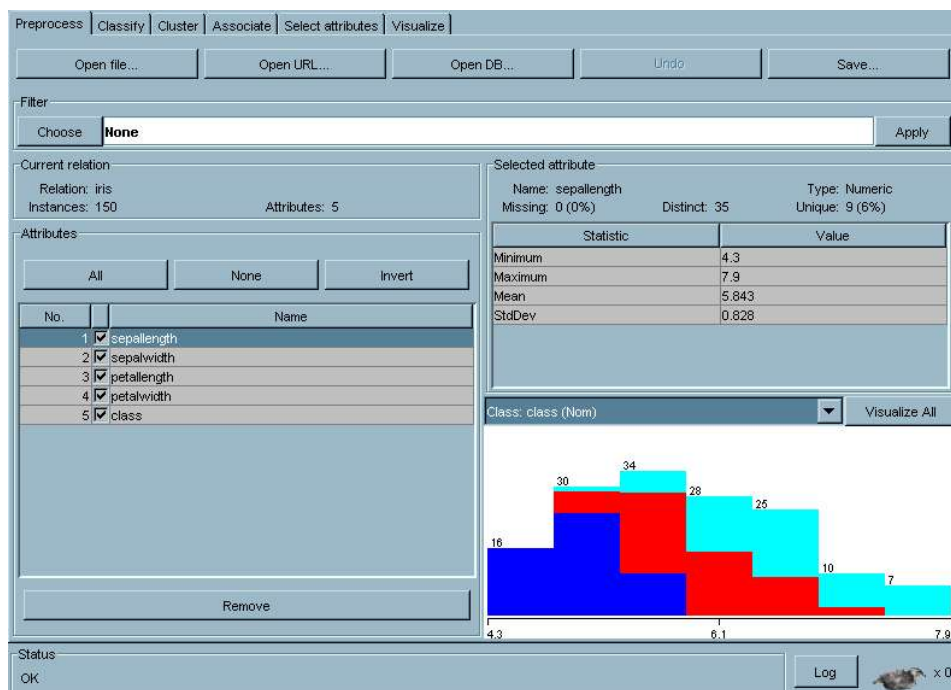 Preprocess Classify Cluster Associate Select attributes Visualize
Open file... Open URL... Open DB... Undo Save...
Filter
Choose None Apply
Current relation
Relation: iris
Instances: 150 Attributes: 5
Selected attribute
Name: sepallength Type: Numeric
Missing: 0 (0%) Distinct: 35 Unique: 9 (6%)
Statistic Value
Minimum 4.3
Maximum 7.9
Mean 5.843
StdDev 0.828
Attributes
All None Invert
No. Name
1 sepallength
2 sepalwidth
3 petallength
4 petalwidth
5 class
Remove
Class: class (Nom) Visualize All
16 30 34 28 25 10 7
4.3 6.1 7.9
Status
OK
Log x 0